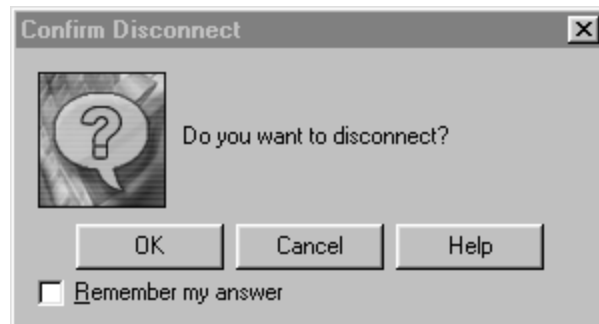 Confirm Disconnect
Do you want to disconnect?
OK Cancel Help
Remember my answer